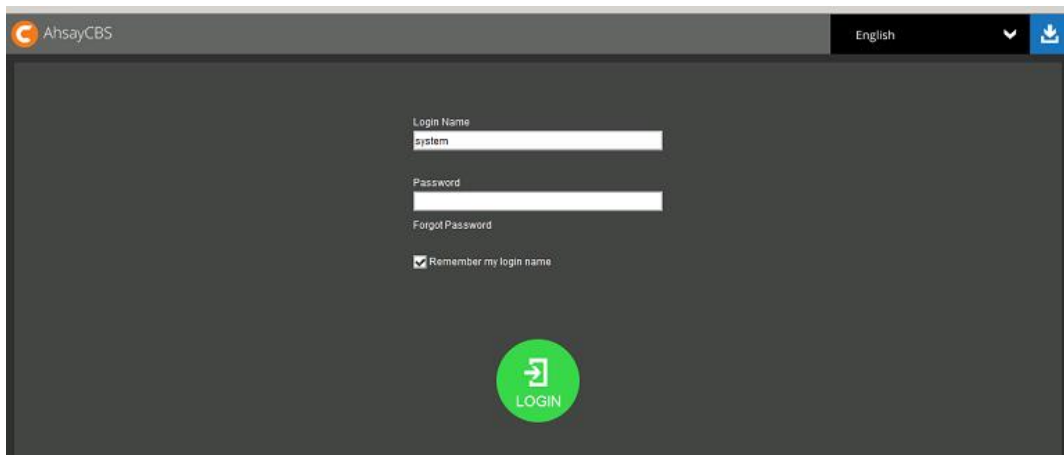 AhsayCBS
English
Login Name
system
Password
Forgot Password
Remember my login name
LOGIN